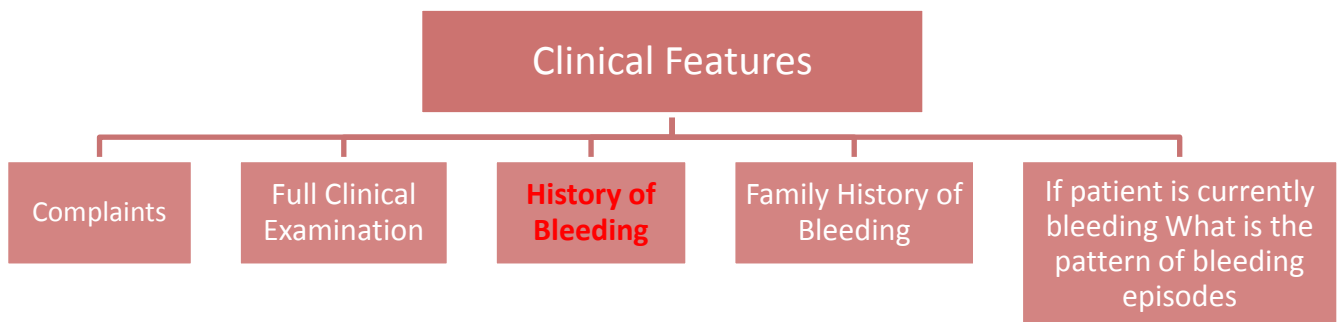 Clinical Features
Complaints
Full Clinical
Examination
History of
Bleeding
Family History of
Bleeding
If patient is currently
bleeding What is the
pattern of bleeding
episodes